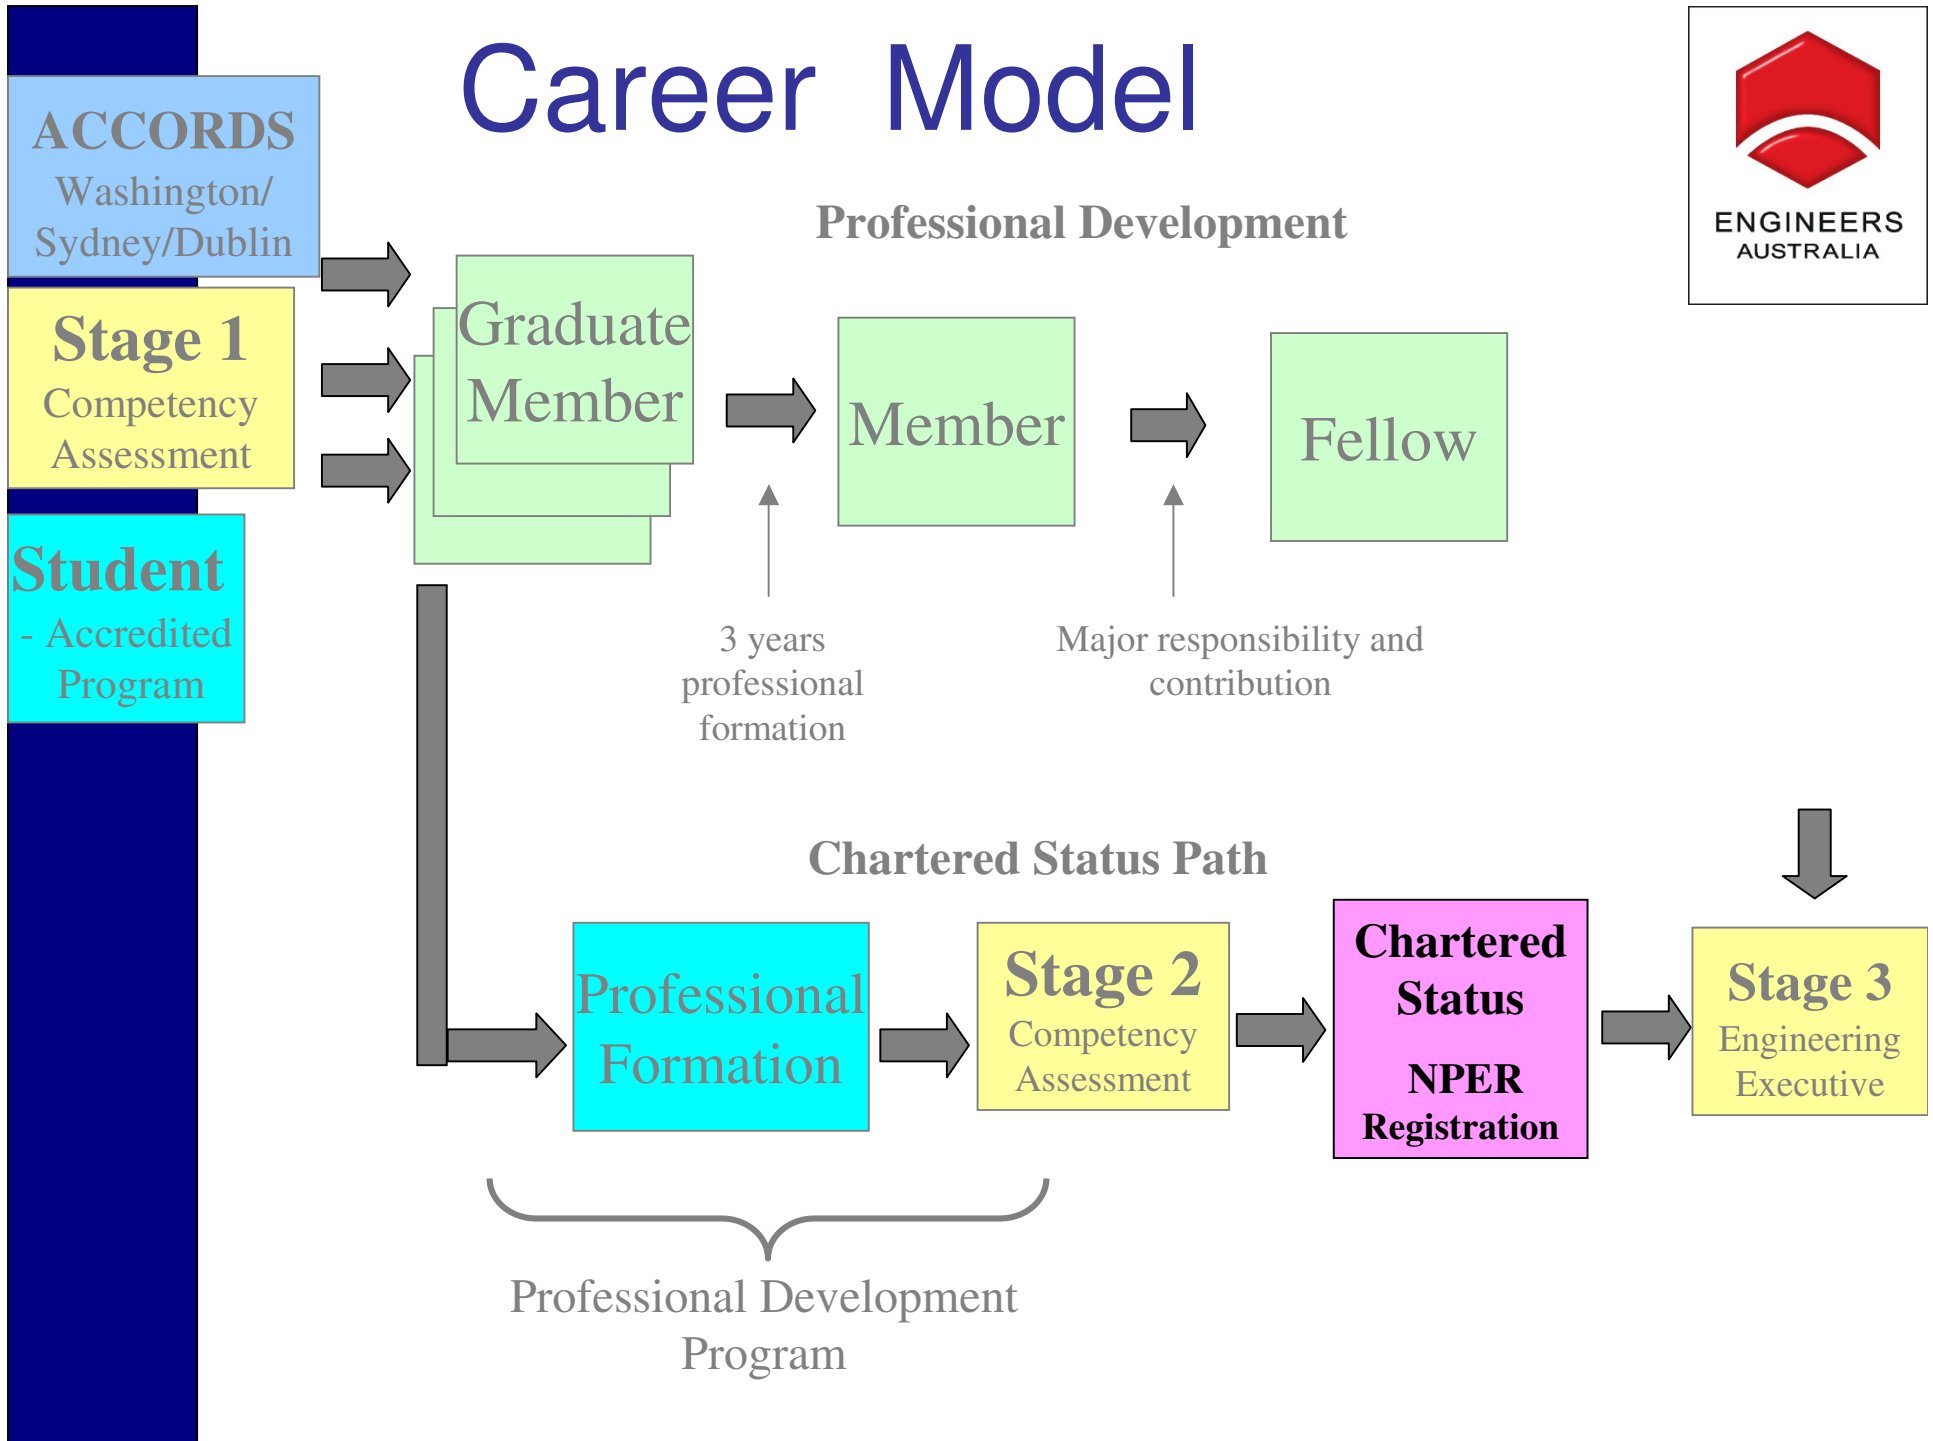 Career Model
ENGINEERS
AUSTRALIA
ACCORDS
Washington/
Sydney/Dublin
Stage 1
Competency
Assessment
Student
- Accredited
Program
Professional Development
Graduate
Member
Member
Fellow
3 years
professional
formation
Major responsibility and
contribution
Chartered Status Path
Professional
Formation
Stage 2
Competency
Assessment
Chartered
Status
NPER
Registration
Stage 3
Engineering
Executive
Professional Development
Program